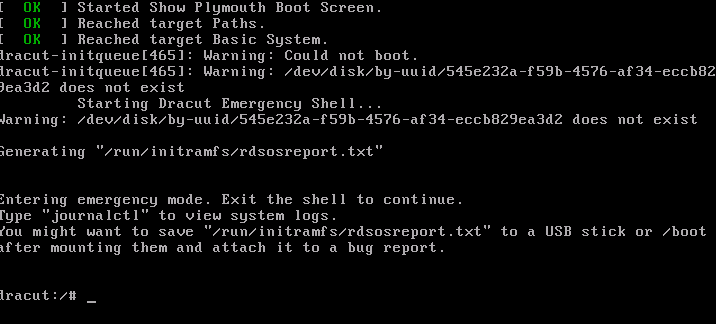 [  OK  ] Started Show Plymouth Boot Screen.
[  OK  ] Reached target Paths.
[  OK  ] Reached target Basic System.
dracut-initqueue[465]: Warning: Could not boot.
dracut-initqueue[465]: Warning: /dev/disk/by-uuid/545e232a-f59b-4576-af34-eccb82
9ea3d2 does not exist
         Starting Dracut Emergency Shell...
Warning: /dev/disk/by-uuid/545e232a-f59b-4576-af34-eccb829ea3d2 does not exist
Generating "/run/initramfs/rdsosreport.txt"
Entering emergency mode. Exit the shell to continue.
Type "journalctl" to view system logs.
You might want to save "/run/initramfs/rdsosreport.txt" to a USB stick or /boot
after mounting them and attach it to a bug report.
dracut:/# _